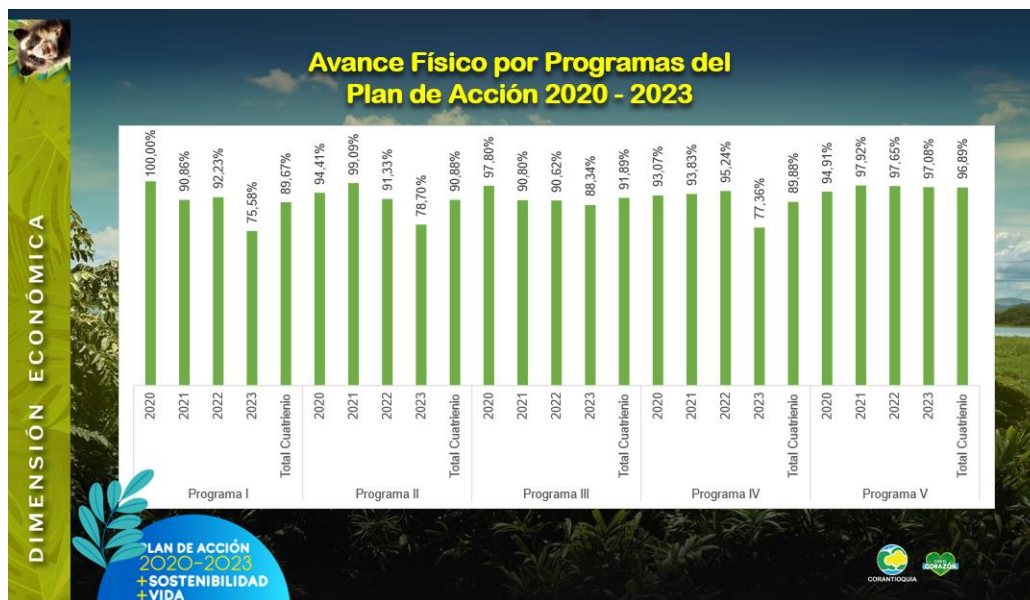 Avance Físico por Programas del
Plan de Acción 2020 - 2023
DIMENSIÓN ECONÓMICA
100,00%
90,86%
92,23%
75,58%
89,67%
94,41%
99,09%
91,33%
78,70%
90,88%
97,80%
90,80%
90,62%
88,34%
91,89%
93,07%
93,83%
95,24%
77,36%
89,88%
94,91%
97,92%
97,65%
97,08%
96,89%
2020
2021
2022
2023
Total Cuatrienio
2020
2021
2022
2023
Total Cuatrienio
2020
2021
2022
2023
Total Cuatrienio
2020
2021
2022
2023
Total Cuatrienio
2020
2021
2022
2023
Total Cuatrienio
Programa I
Programa II
Programa III
Programa IV
Programa V
PLAN DE ACCIÓN
2020-2023
+SOSTENIBILIDAD
+VIDA
CORANTIOQUIA
CORAZÓN